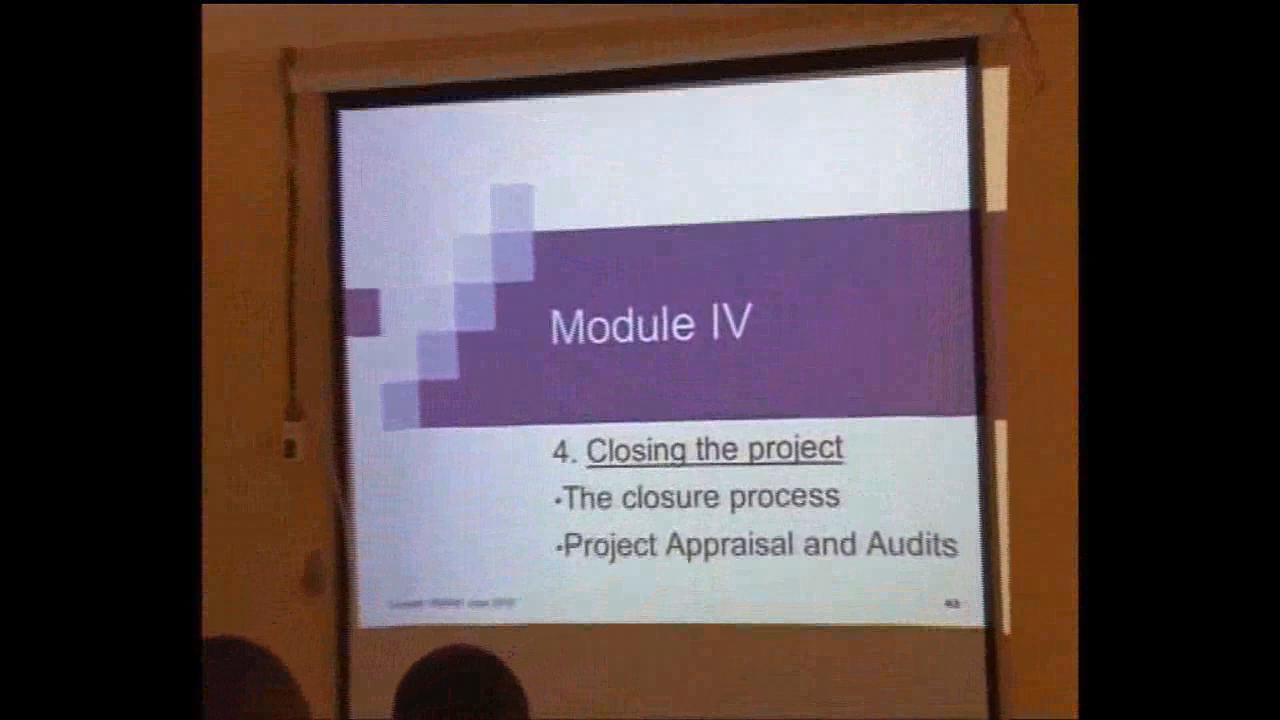 Module IV
4. Closing the project
•The closure process
•Project Appraisal and Audits